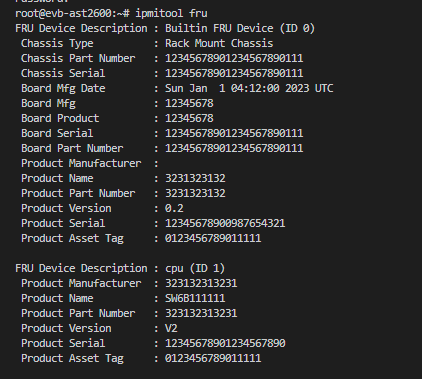 root@evb-ast2600:~# ipmitool fru
FRU Device Description : Builtin FRU Device (ID 0)
 Chassis Type          : Rack Mount Chassis
 Chassis Part Number   : 12345678901234567890111
 Chassis Serial        : 12345678901234567890111
 Board Mfg Date        : Sun Jan  1 04:12:00 2023 UTC
 Board Mfg             : 12345678
 Board Product         : 12345678
 Board Serial          : 12345678901234567890111
 Board Part Number     : 12345678901234567890111
 Product Manufacturer  :
 Product Name          : 3231323132
 Product Part Number   : 3231323132
 Product Version       : 0.2
 Product Serial        : 12345678900987654321
 Product Asset Tag     : 0123456789011111

FRU Device Description : cpu (ID 1)
 Product Manufacturer  : 323132313231
 Product Name          : SW6B111111
 Product Part Number   : 323132313231
 Product Version       : V2
 Product Serial        : 12345678901234567890
 Product Asset Tag     : 0123456789011111